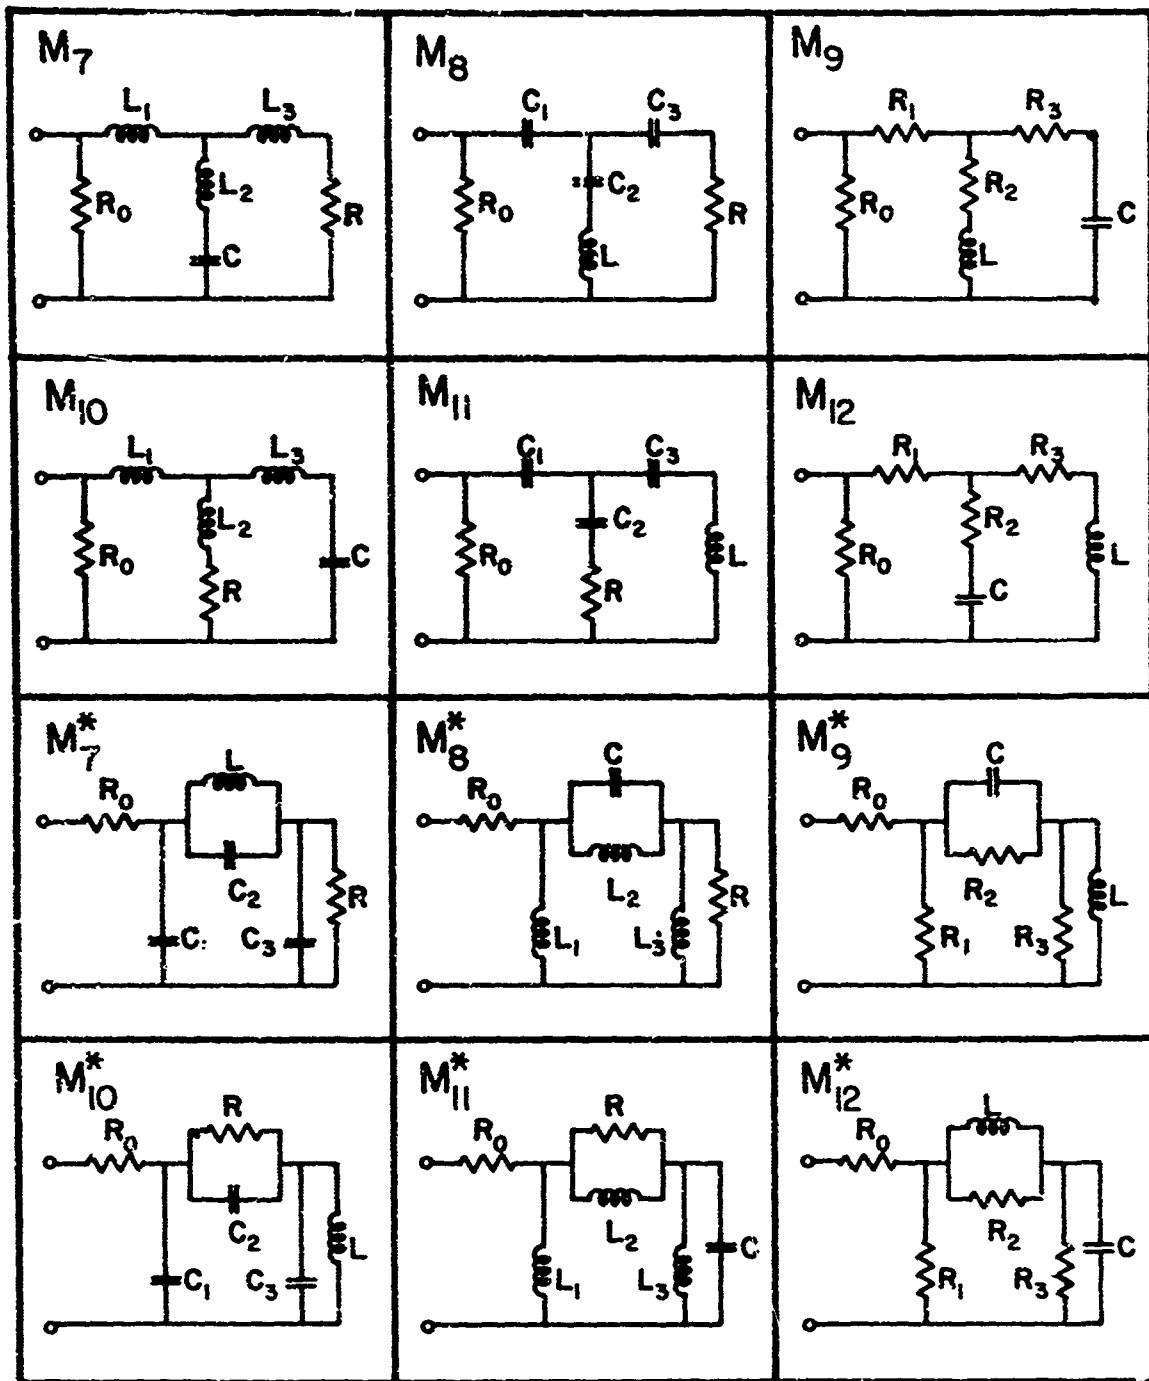 M7 M8 M9
L1 L3 C1 C3 R1 R3
R0 L2 C R R0 C2 L R R0 R2 L C
M10 M11 M12
L1 L3 C1 C3 R1 R3
R0 L2 R C R0 C2 R L R0 R2 C L
M*7 M*8 M*9
R0 L C2 C C3 R R0 C L2 L1 L3 R R0 C R2 R1 R3 L
M*10 M*11 M*12
R0 R C2 C1 C3 L R0 R L2 L1 L3 C R0 L R2 R1 R3 C